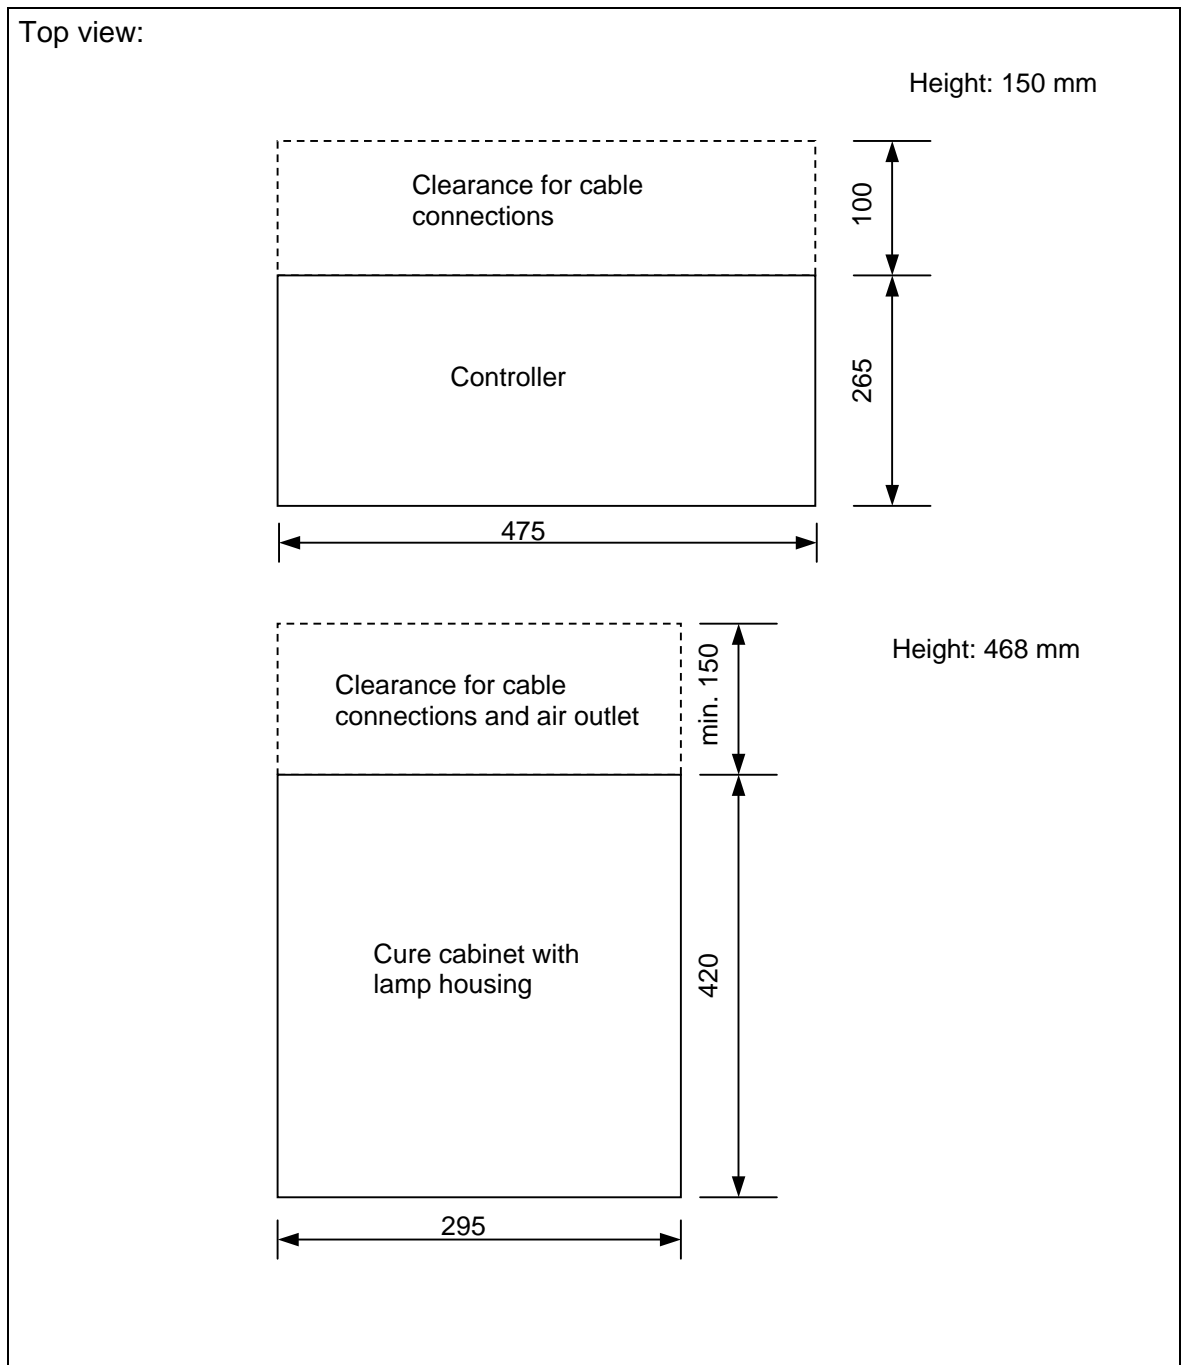 Top view:
Height: 150 mm
Clearance for cable
connections
100
Controller
265
475
Height: 468 mm
min. 150
Clearance for cable
connections and air outlet
Cure cabinet with
lamp housing
420
295